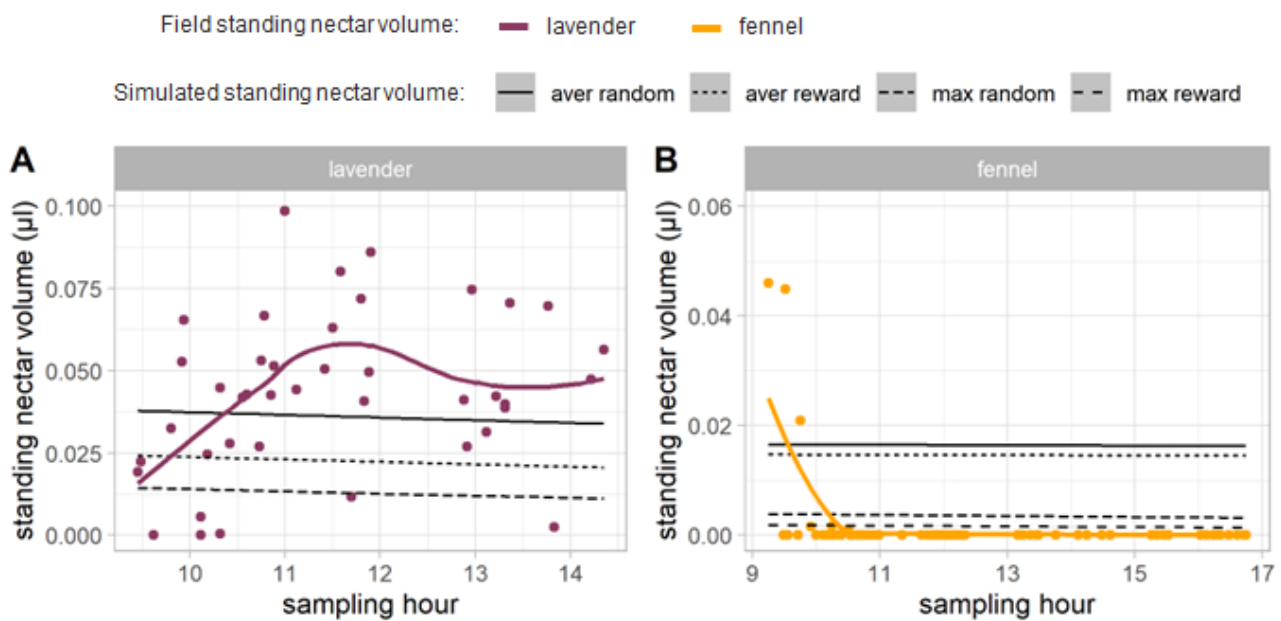 Field standing nectar volume: lavender fennel
Simulated standing nectar volume: aver random aver reward max random max reward
A
lavender
standing nectar volume (µl)
0.100
0.075
0.050
0.025
0.000
10 11 12 13 14
sampling hour
B
fennel
standing nectar volume (µl)
0.06
0.04
0.02
0.00
9 11 13 15 17
sampling hour